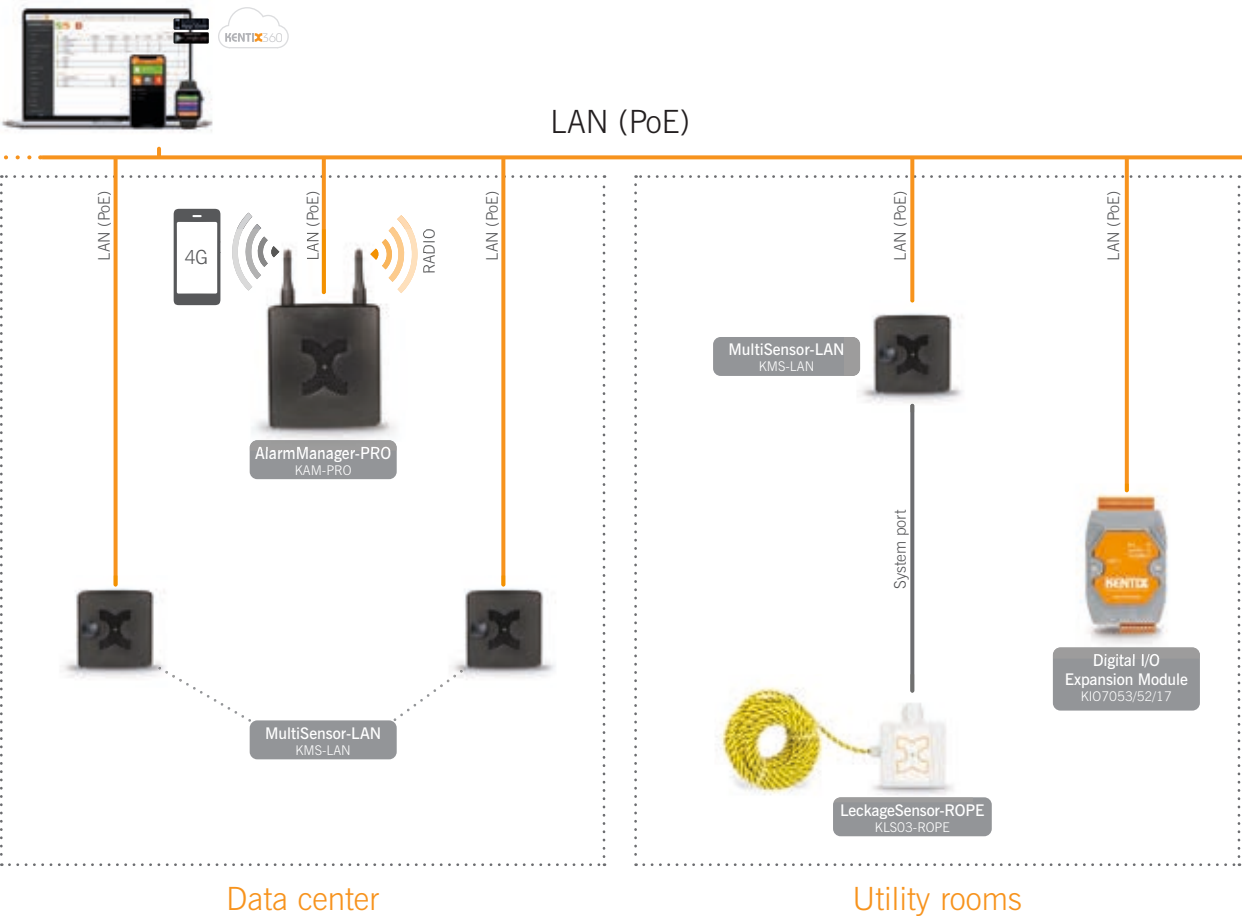 KENTIX360
LAN (PoE)
LAN (PoE)
4G
LAN (PoE)
RADIO
LAN (PoE)
LAN (PoE)
LAN (PoE)
MultiSensor-LAN
KMS-LAN
AlarmManager-PRO
KAM-PRO
System port
KENTIX
Digital I/O
Expansion Module
KIO7053/52/17
MultiSensor-LAN
KMS-LAN
LeckageSensor-ROPE
KLS03-ROPE
Data center
Utility rooms